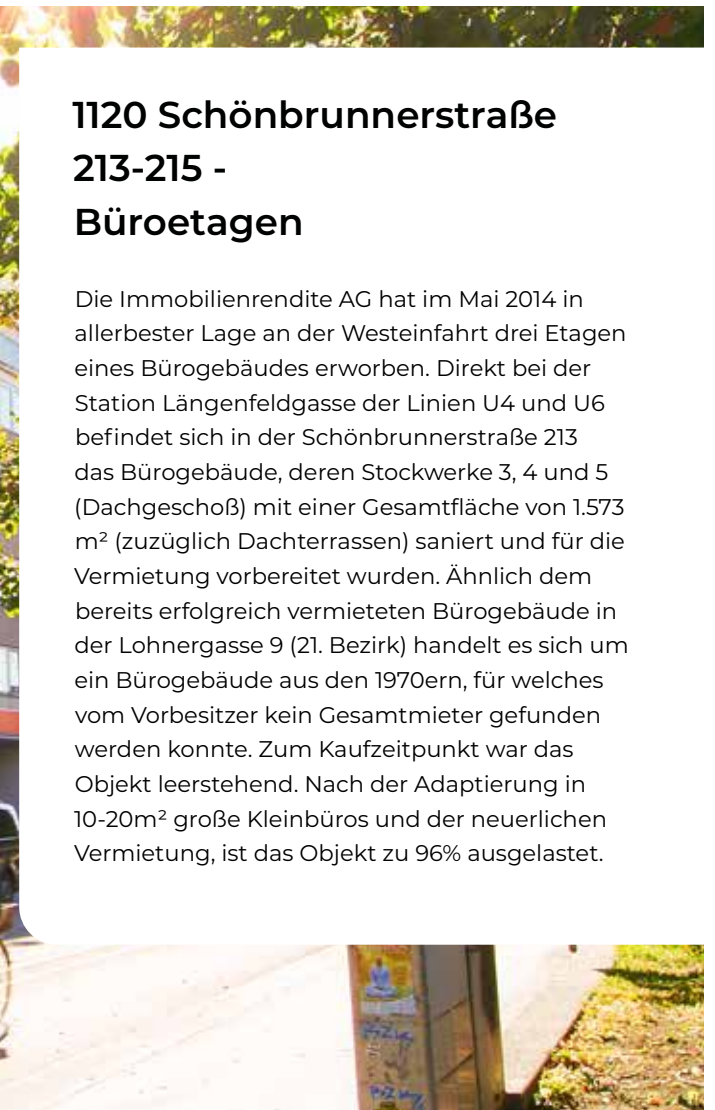 1120 Schönbrunnerstraße
213-215 -
Büroetagen
Die Immobilienrendite AG hat im Mai 2014 in
allerbester Lage an der Westeinfahrt drei Etagen
eines Bürogebäudes erworben. Direkt bei der
Station Längenfeldgasse der Linien U4 und U6
befindet sich in der Schönbrunnerstraße 213
das Bürogebäude, deren Stockwerke 3, 4 und 5
(Dachgeschoß) mit einer Gesamtfläche von 1.573
m² (zuzüglich Dachterrassen) saniert und für die
Vermietung vorbereitet wurden. Ähnlich dem
bereits erfolgreich vermieteten Bürogebäude in
der Lohnergasse 9 (21. Bezirk) handelt es sich um
ein Bürogebäude aus den 1970ern, für welches
vom Vorbesitzer kein Gesamtmieter gefunden
werden konnte. Zum Kaufzeitpunkt war das
Objekt leerstehend. Nach der Adaptierung in
10-20m² große Kleinbüros und der neuerlichen
Vermietung, ist das Objekt zu 96% ausgelastet.